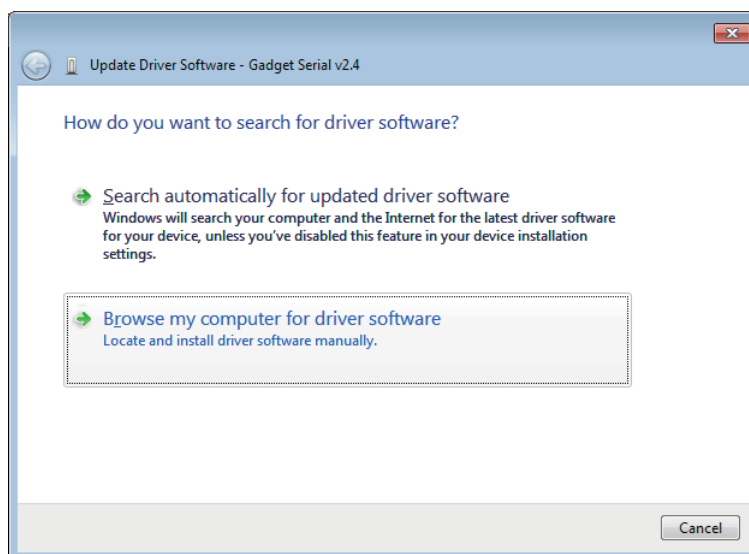 Update Driver Software - Gadget Serial v2.4
How do you want to search for driver software?
Search automatically for updated driver software
Windows will search your computer and the Internet for the latest driver software
for your device, unless you've disabled this feature in your device installation
settings.
Browse my computer for driver software
Locate and install driver software manually.
Cancel